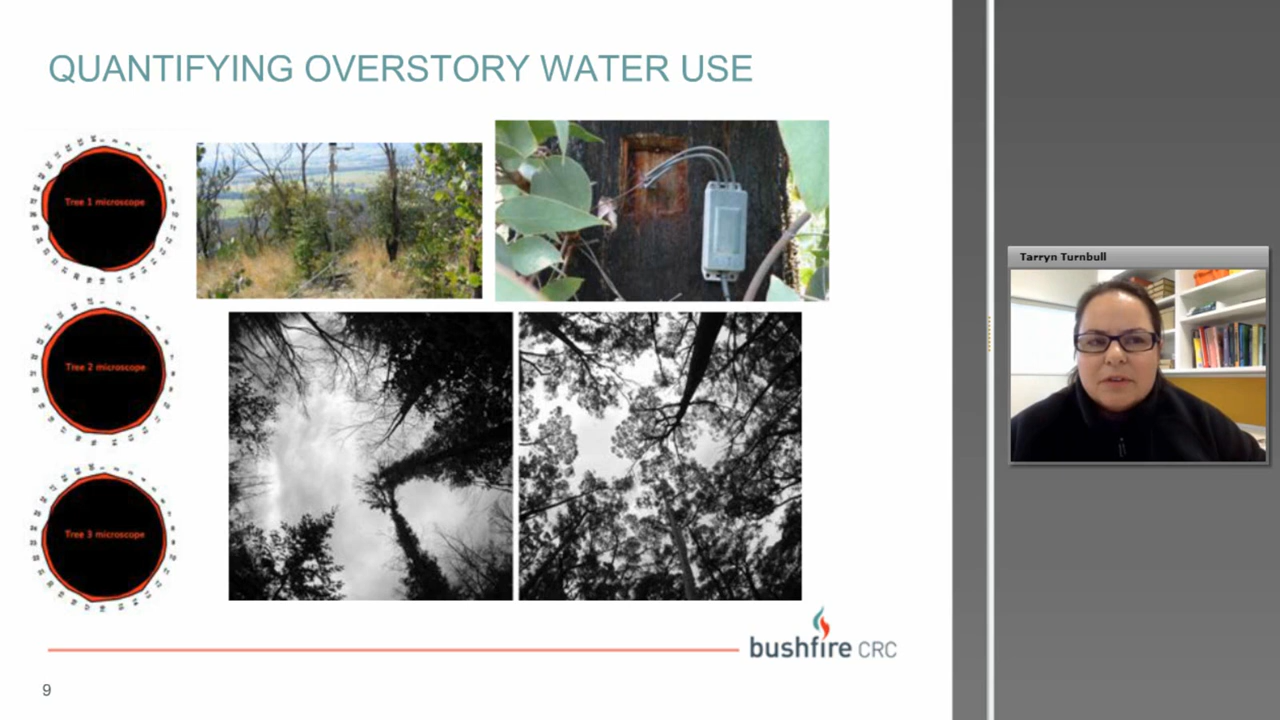 QUANTIFYING OVERSTORY WATER USE
Tree 1 microscope
Tree 2 microscope
Tree 3 microscope
Tarryn Turnbull
bushfire CRC
9